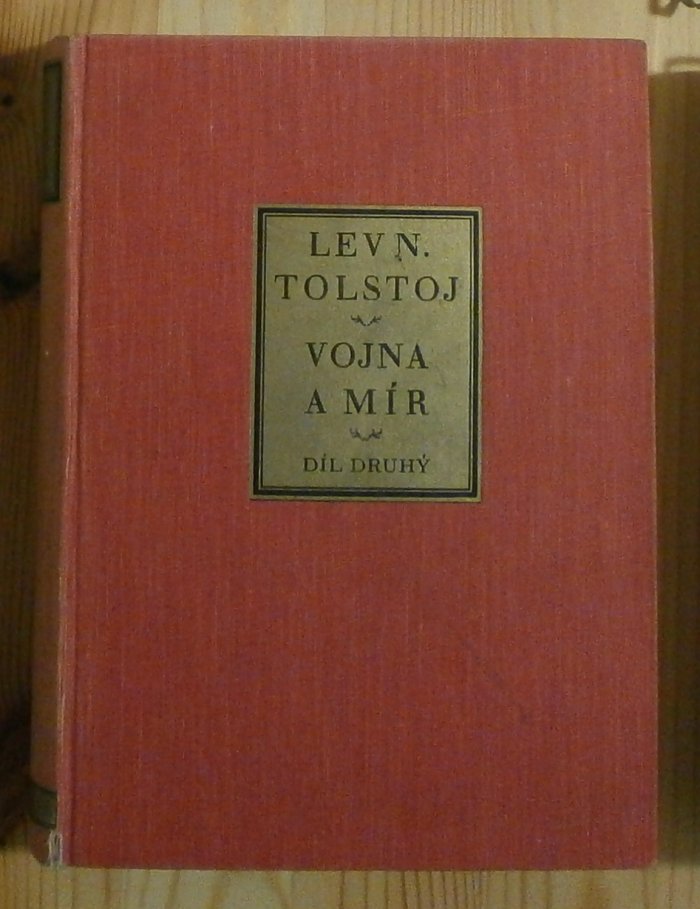 LEV N.
TOLSTOJ
VOJNA
A MÍR
DÍL DRUHÝ